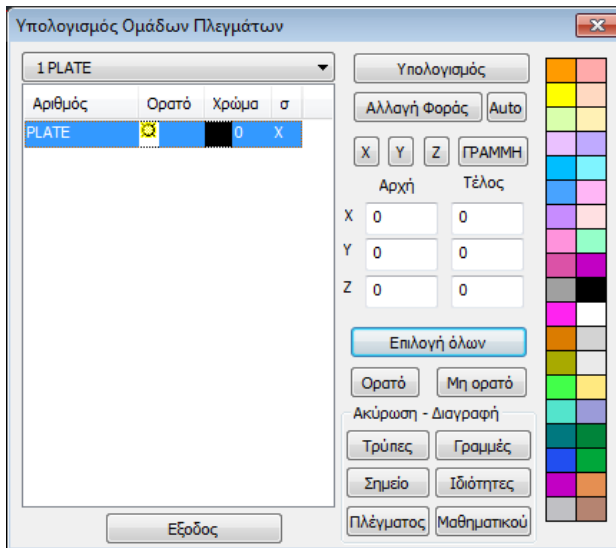 Υπολογισμός Ομάδων Πλεγμάτων
1 PLATE
Υπολογισμός
Αριθμός Ορατό Χρώμα σ
Αλλαγή Φοράς Auto
PLATE 0 X
X Y Z ΓΡΑΜΜΗ
Αρχή Τέλος
X 0 0
Y 0 0
Z 0 0
Επιλογή όλων
Ορατό Μη ορατό
Ακύρωση - Διαγραφή
Τρύπες Γραμμές
Σημείο Ιδιότητες
Πλέγματος Μαθηματικού
Εξοδος